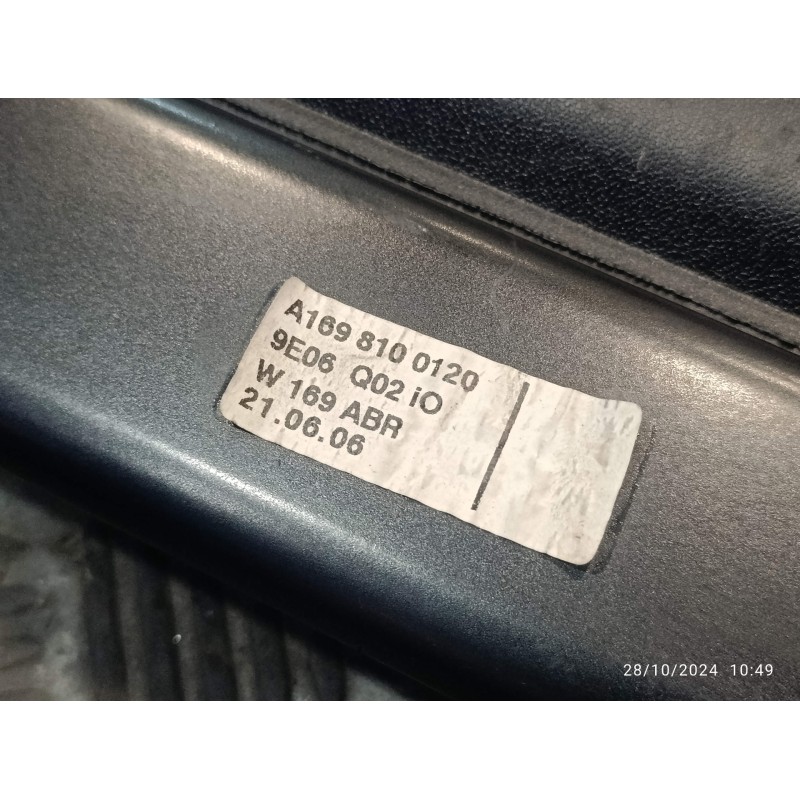 A169 810 0120
9E06 Q02 iO
W 169 ABR
21.06.06
28/10/2024 10:49